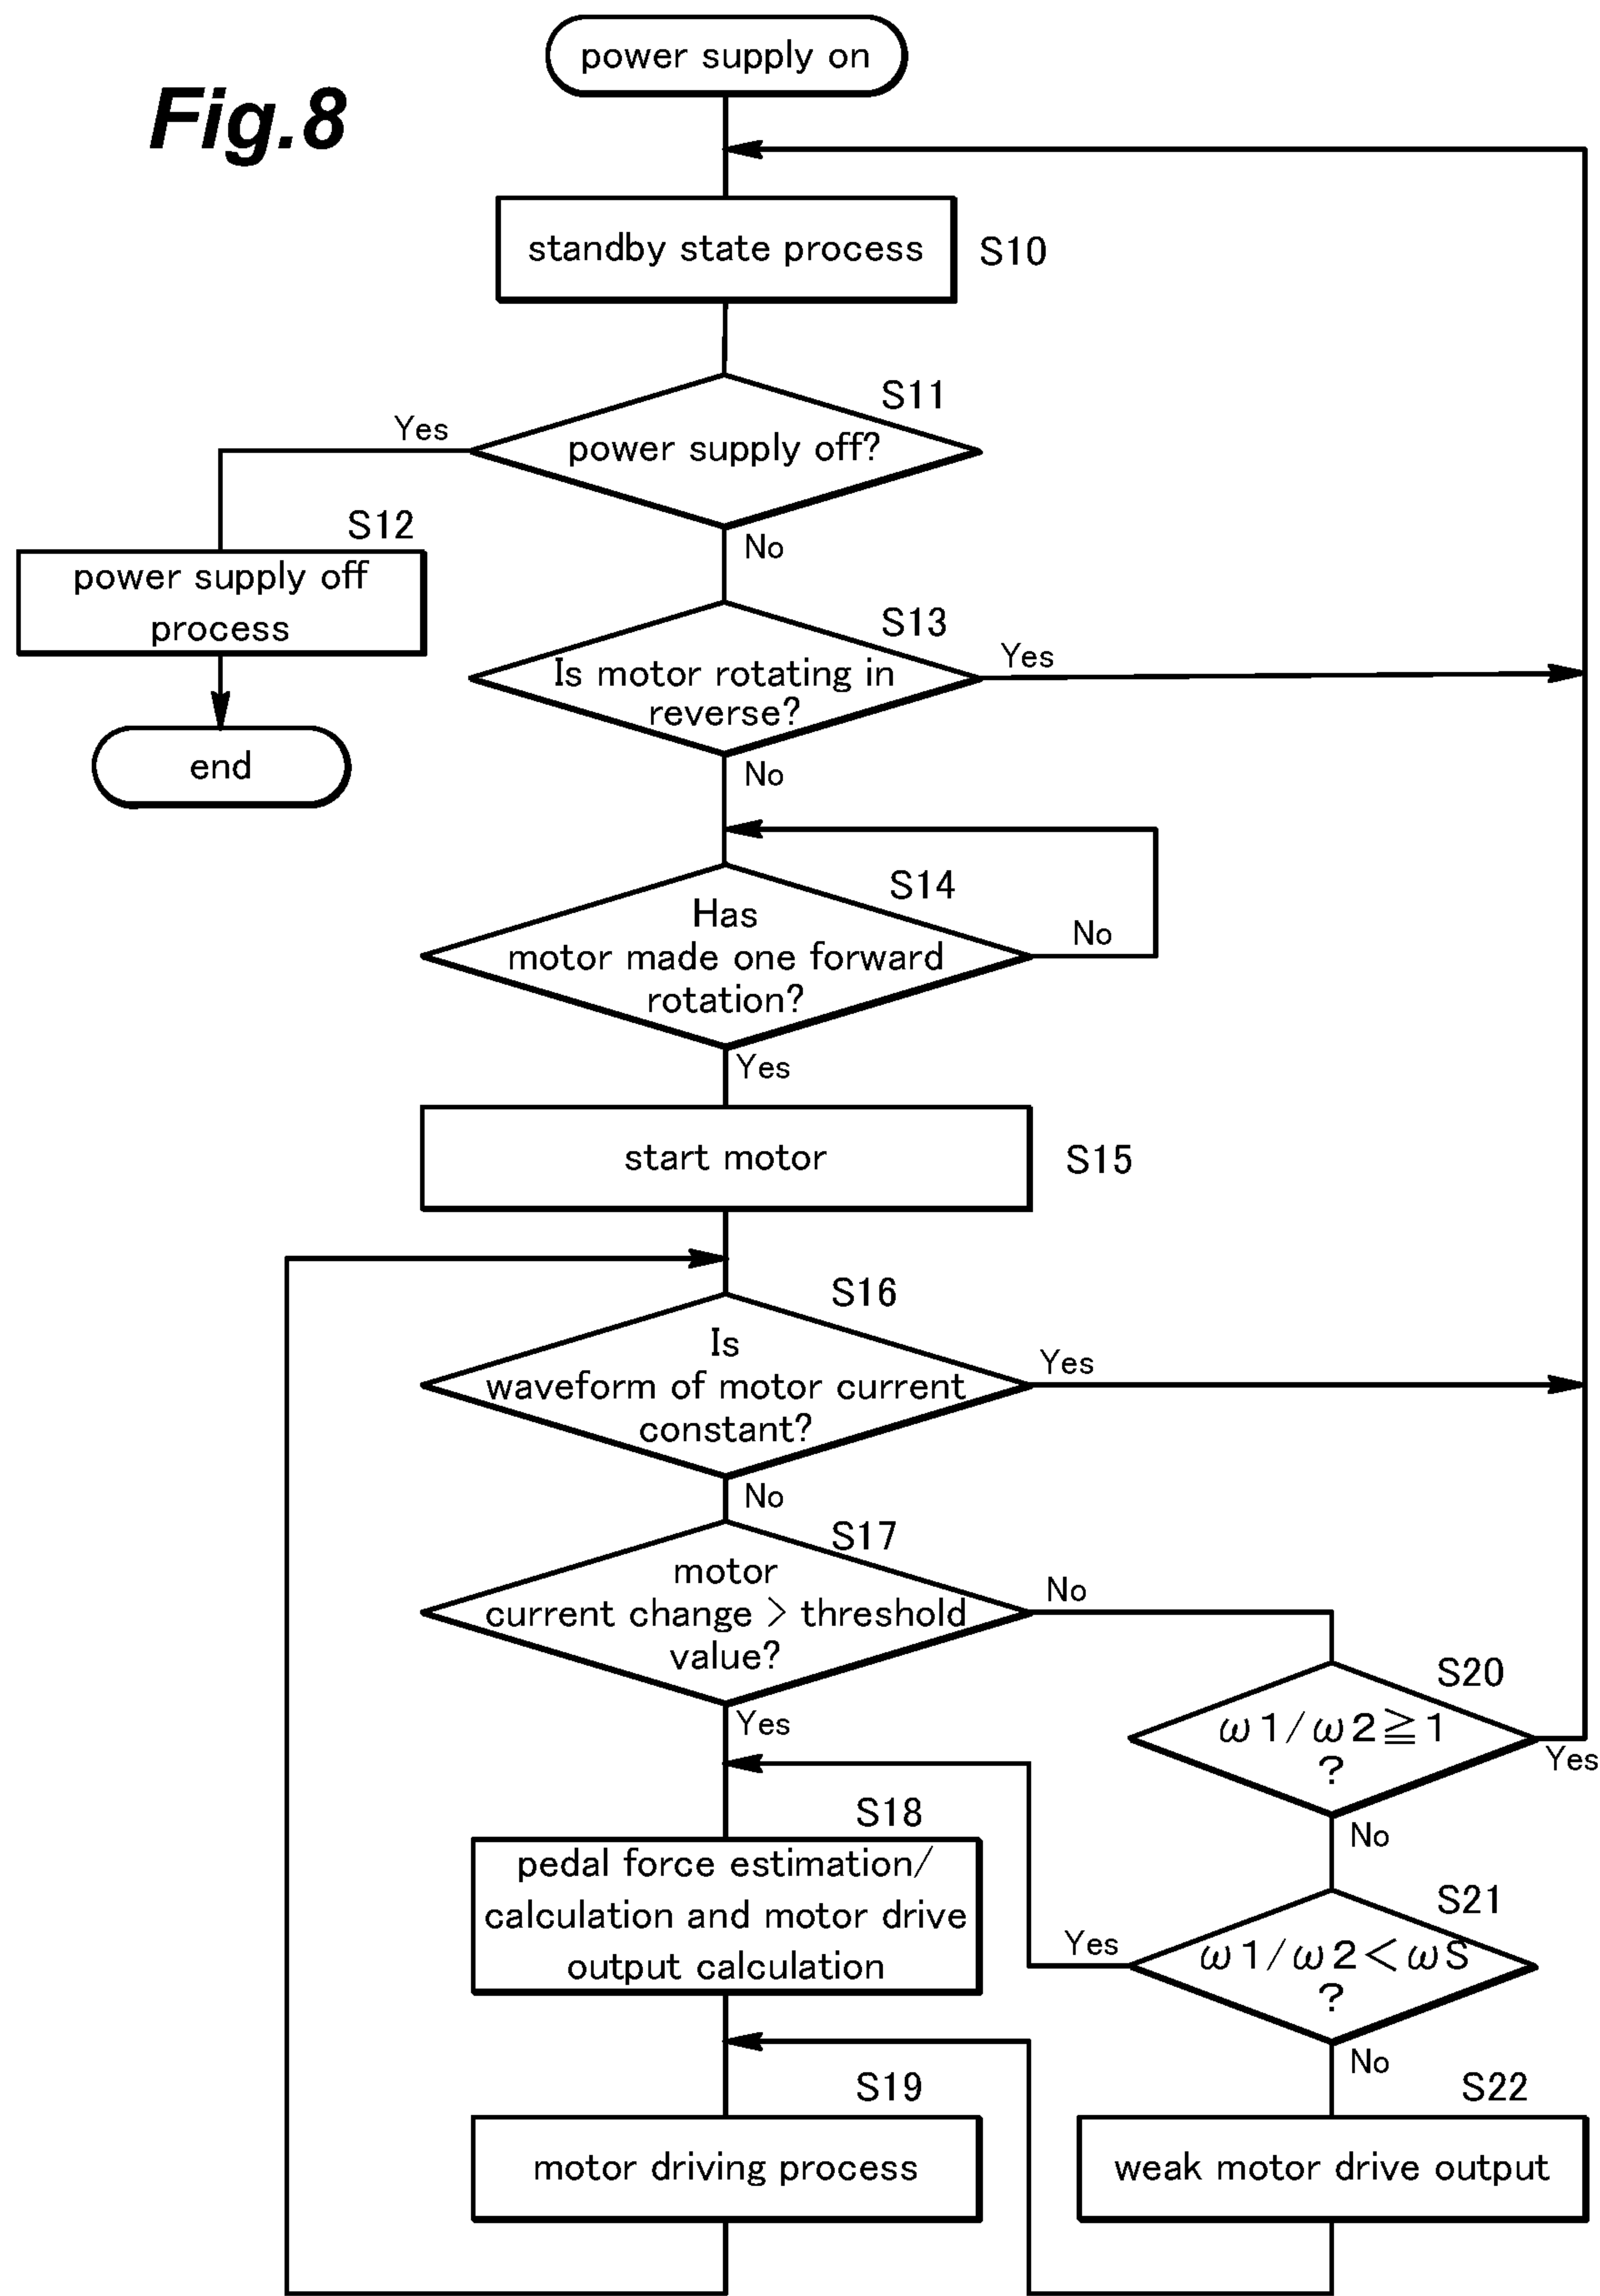 power supply on
Fig.8
standby state process
S10
S11
Yes
power supply off?
S12
No
power supply off
process
S13
Is motor rotating in
reverse?
Yes
end
No
S14
Has
motor made one forward
rotation?
No
Yes
start motor
S15
S16
Is
waveform of motor current
constant?
Yes
No
S17
motor
current change > threshold
value?
No
Yes
S20
ω1/ω2≧1
?
Yes
No
S18
pedal force estimation/
calculation and motor drive
output calculation
S21
Yes
ω1/ω2<ωS
?
No
S19
motor driving process
S22
weak motor drive output